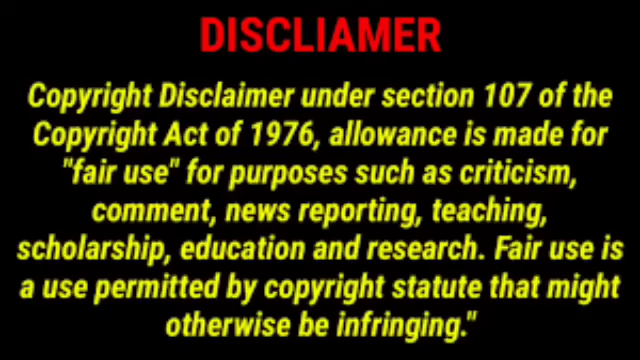 DISCLIAMER
Copyright Disclaimer under section 107 of the
Copyright Act of 1976, allowance is made for
"fair use" for purposes such as criticism,
comment, news reporting, teaching,
scholarship, education and research. Fair use is
a use permitted by copyright statute that might
otherwise be infringing."